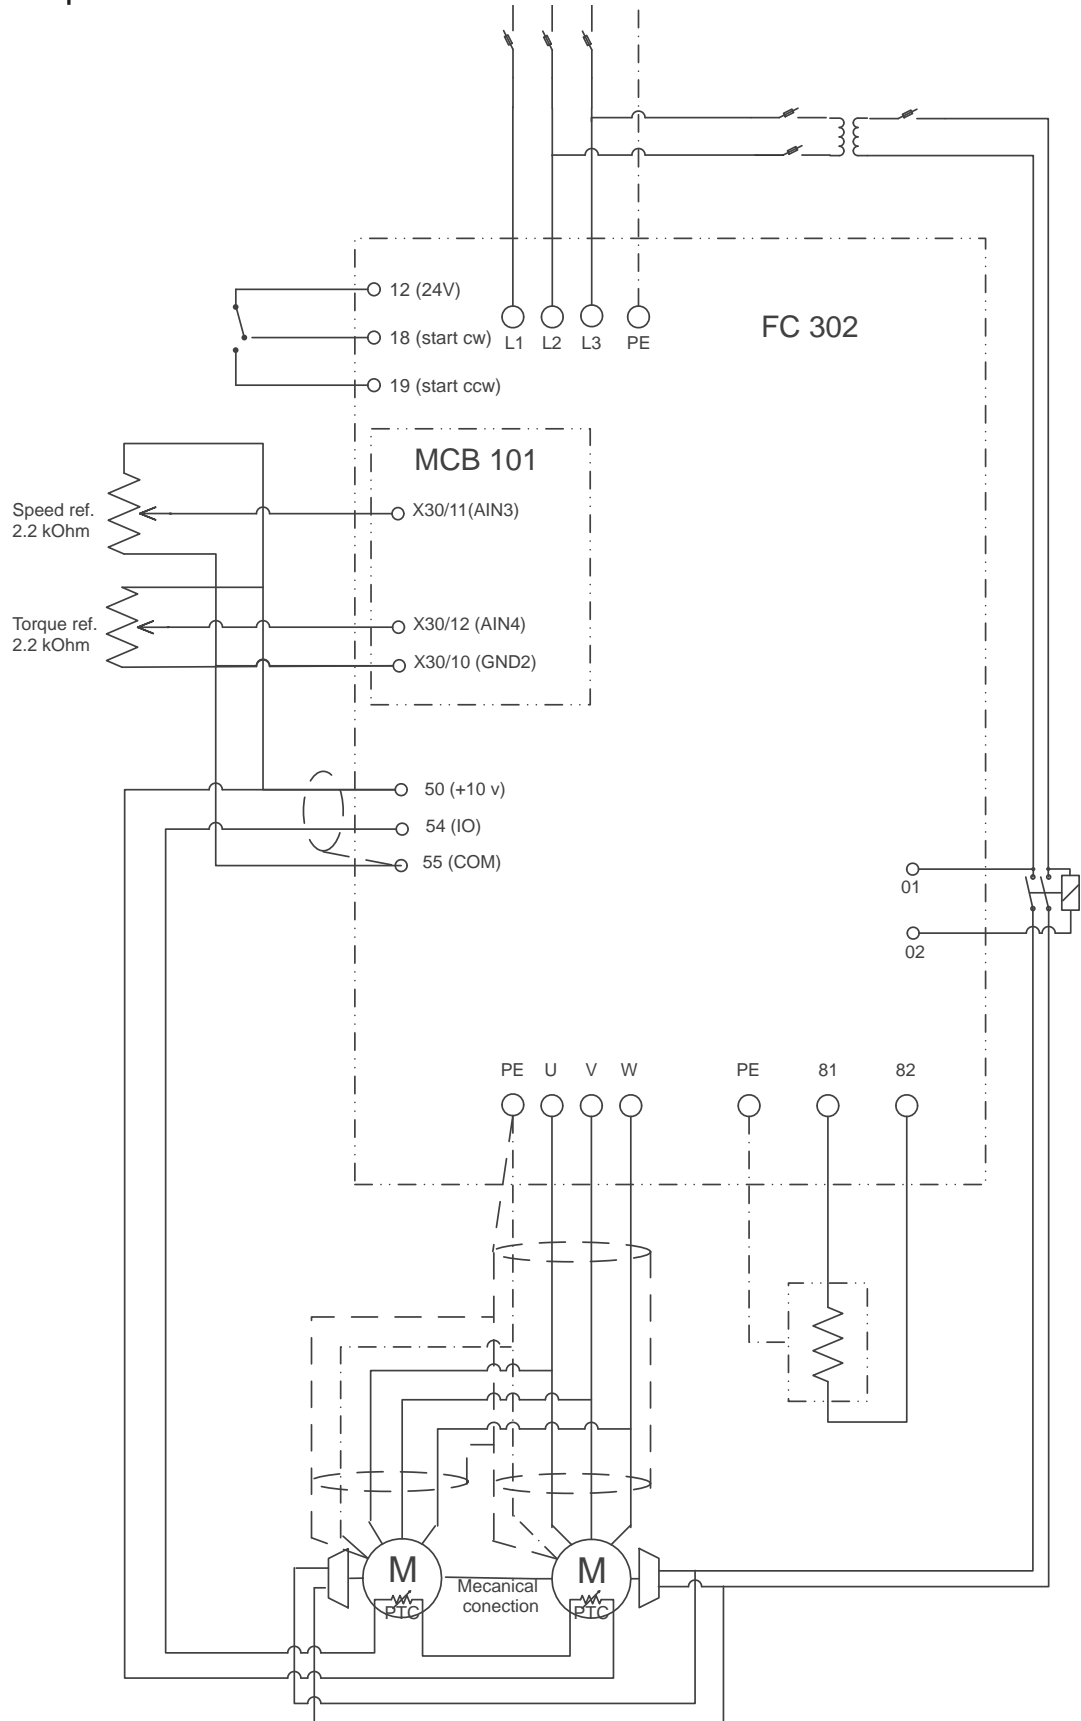 12 (24V)
FC 302
18 (start cw)
L1 L2 L3 PE
19 (start ccw)
MCB 101
Speed ref.
2.2 kOhm
X30/11(AIN3)
Torque ref.
2.2 kOhm
X30/12 (AIN4)
X30/10 (GND2)
50 (+10 v)
54 (IO)
55 (COM)
01
02
PE U V W PE 81 82
M M
Mecanical
conection
PTC PTC